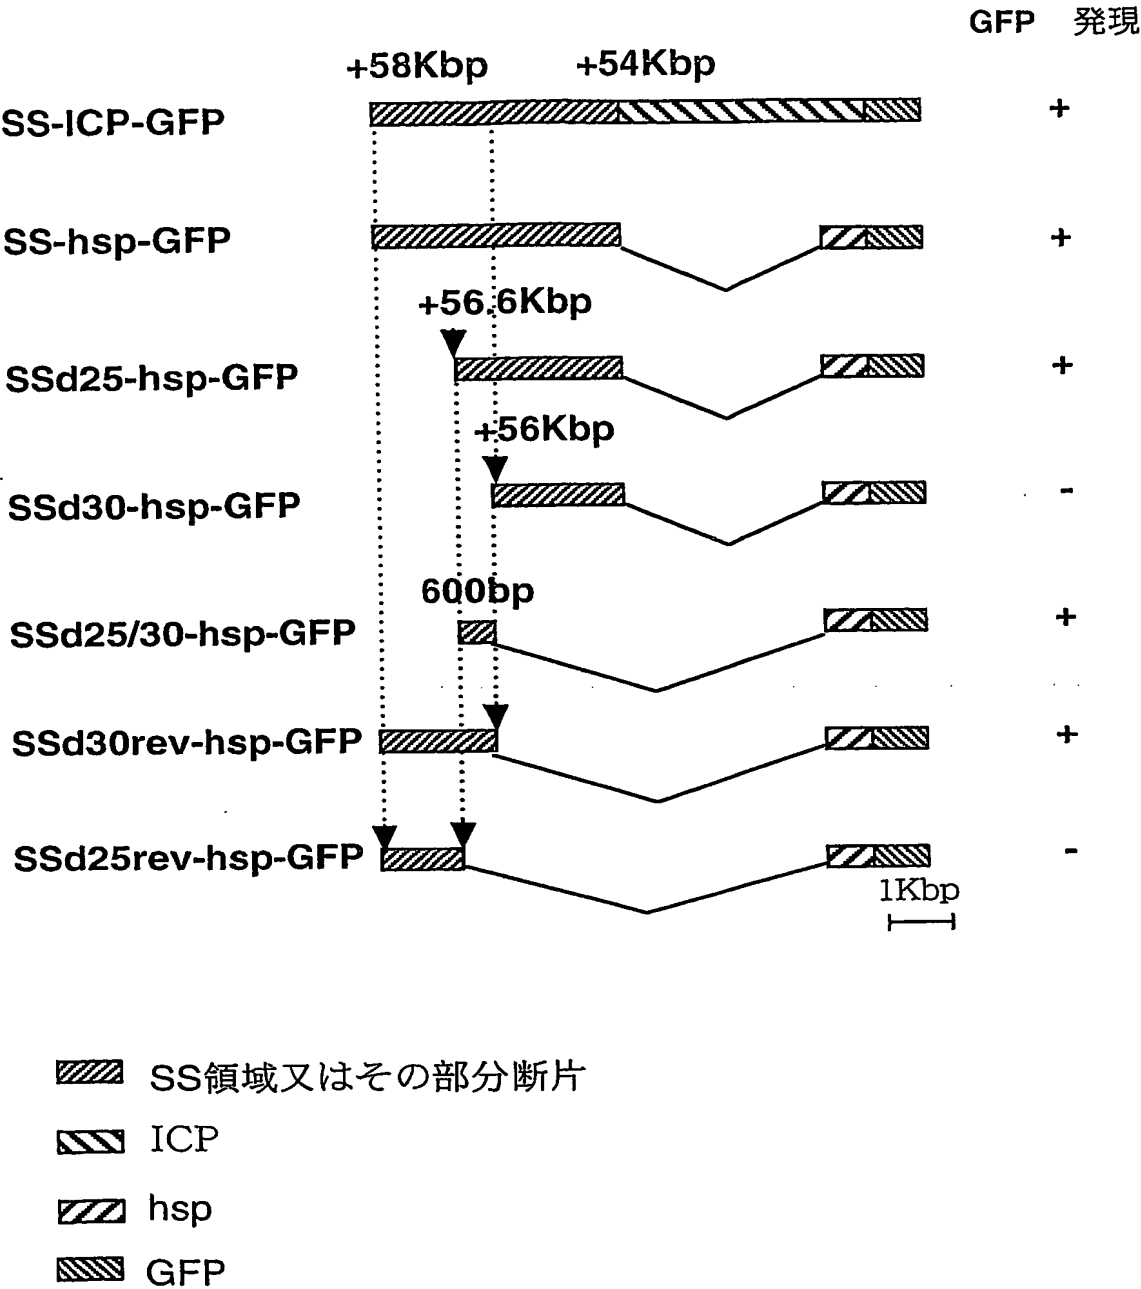 GFP 発現
+58Kbp +54Kbp
SS-ICP-GFP +
SS-hsp-GFP +
+56.6Kbp
SSd25-hsp-GFP +
+56Kbp
SSd30-hsp-GFP -
600bp
SSd25/30-hsp-GFP +
SSd30rev-hsp-GFP +
SSd25rev-hsp-GFP -
1Kbp
SS領域又はその部分断片
ICP
hsp
GFP